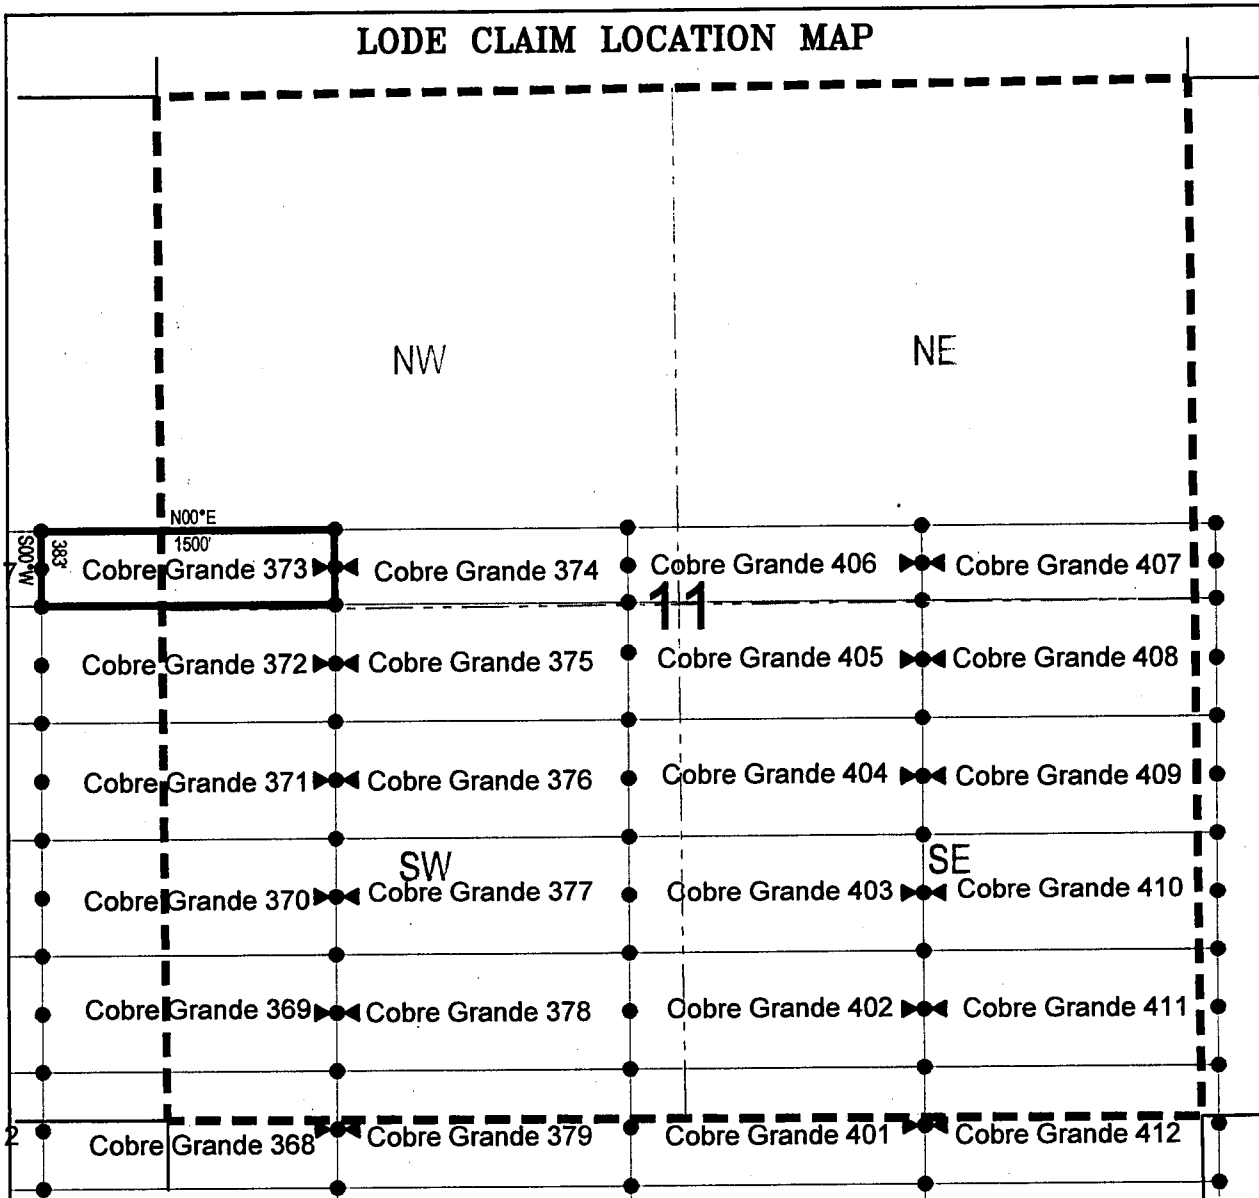 LODE CLAIM LOCATION MAP
NW
NE
N00°E
1500'
S00°W
383'
7
Cobre Grande 373
Cobre Grande 374
Cobre Grande 406
Cobre Grande 407
11
Cobre Grande 372
Cobre Grande 375
Cobre Grande 405
Cobre Grande 408
Cobre Grande 371
Cobre Grande 376
Cobre Grande 404
Cobre Grande 409
SW
SE
Cobre Grande 370
Cobre Grande 377
Cobre Grande 403
Cobre Grande 410
Cobre Grande 369
Cobre Grande 378
Cobre Grande 402
Cobre Grande 411
2
Cobre Grande 368
Cobre Grande 379
Cobre Grande 401
Cobre Grande 412